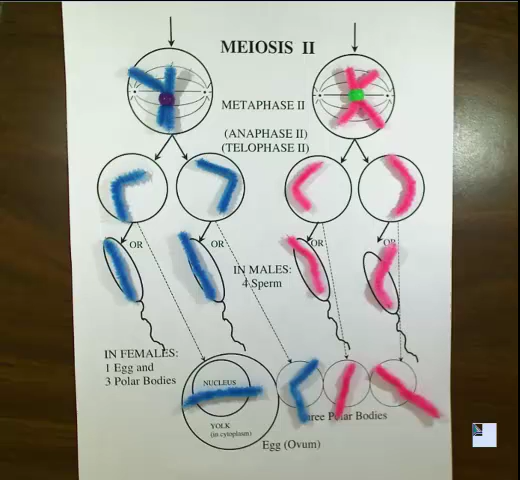 MEIOSIS II
METAPHASE II
(ANAPHASE II)
(TELOPHASE II)
OR
OR
OR
OR
IN MALES:
4 Sperm
IN FEMALES:
1 Egg and
3 Polar Bodies
NUCLEUS
YOLK
(in cytoplasm)
Polar Bodies
Egg (Ovum)